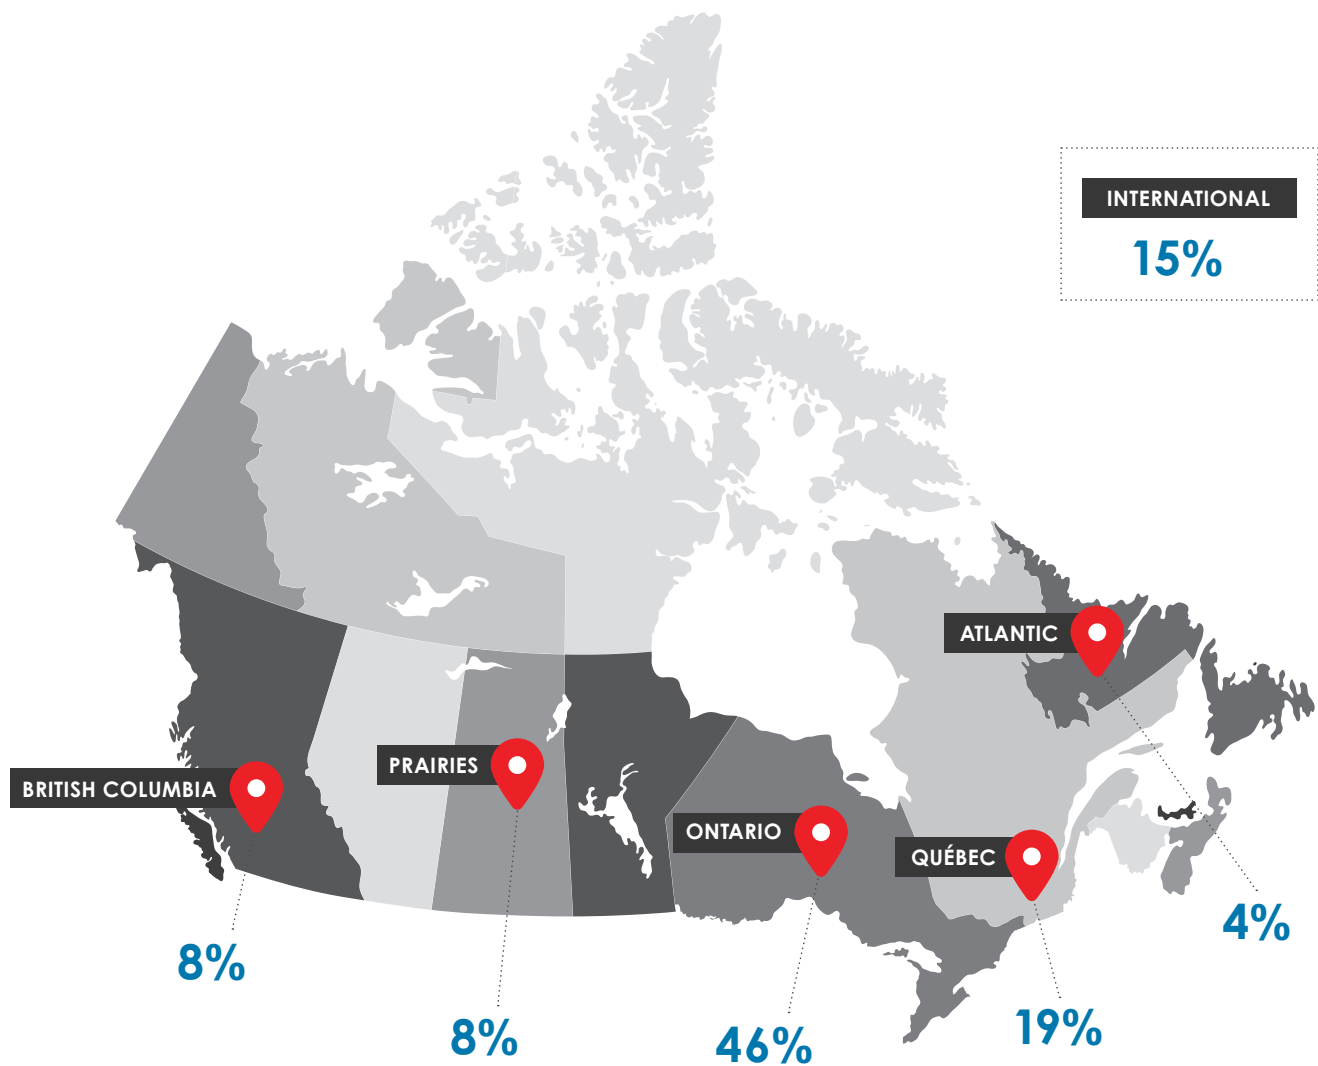 INTERNATIONAL
15%
ATLANTIC
4%
PRAIRIES
8%
BRITISH COLUMBIA
8%
ONTARIO
46%
QUÉBEC
19%